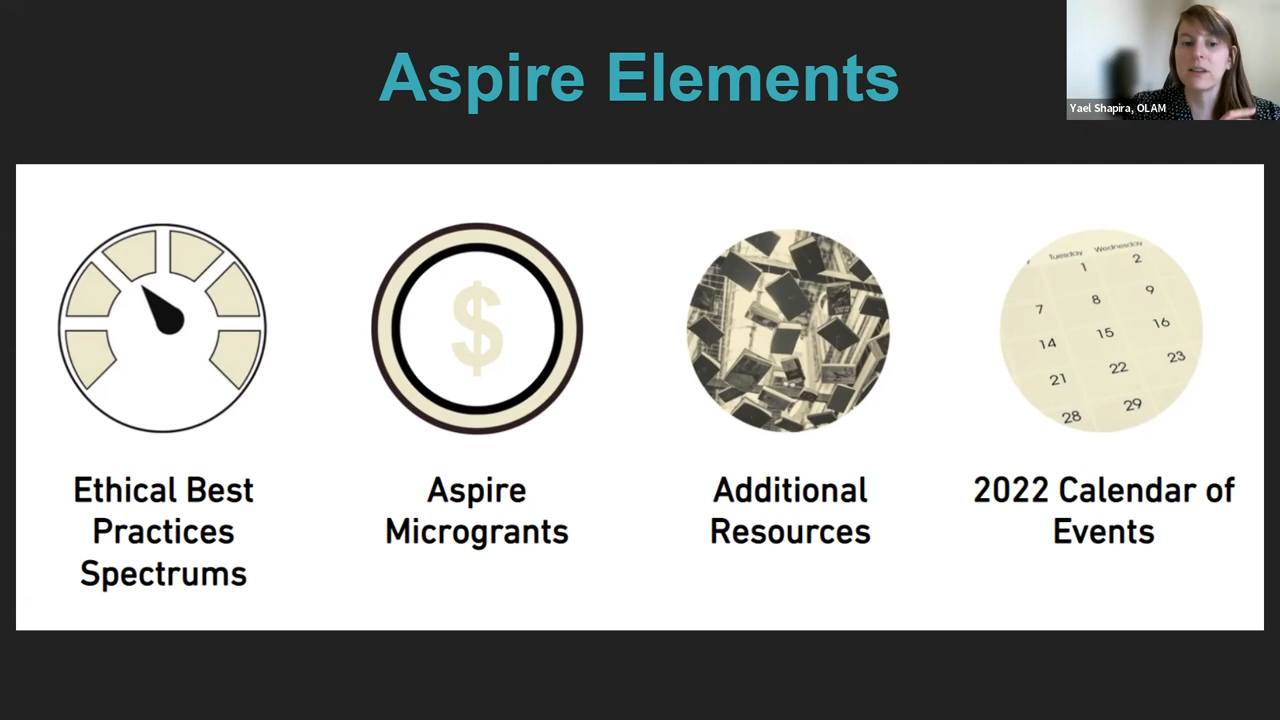 Aspire Elements
Yael Shapira, OLAM
$
Tuesday Wednesday
1 2
7 8 9
14 15 16
21 22 23
28 29
Ethical Best
Practices
Spectrums
Aspire
Microgrants
Additional
Resources
2022 Calendar of
Events